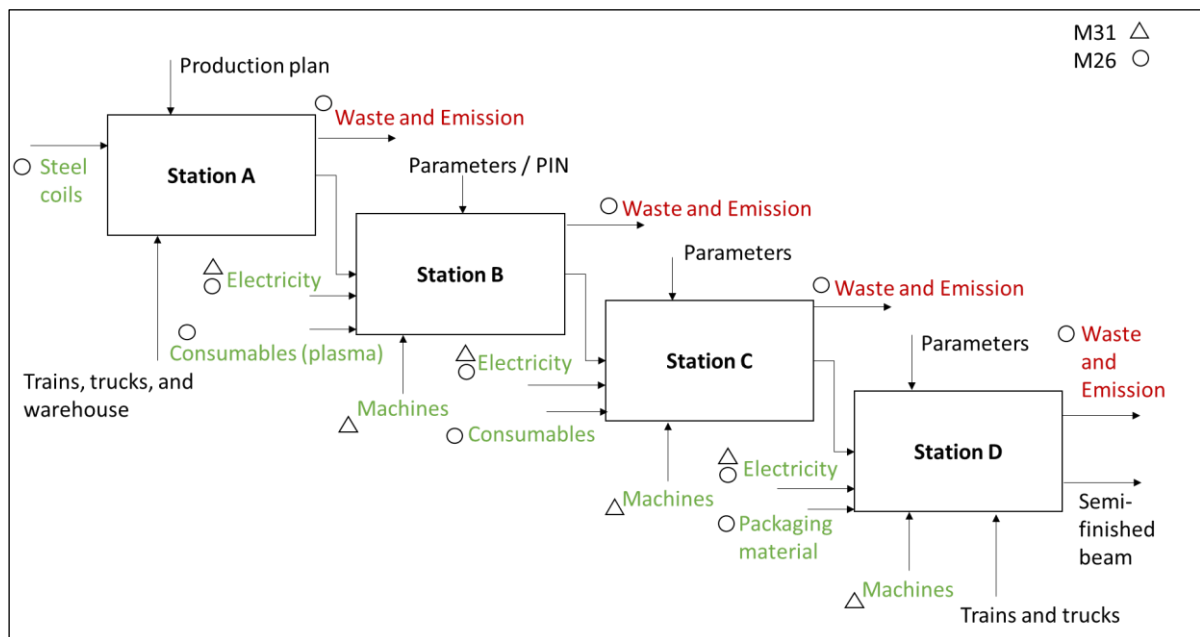 M31
M26
Production plan
Waste and Emission
Steel
coils
Station A
Parameters / PIN
Waste and Emission
Electricity
Station B
Parameters
Consumables (plasma)
Waste and Emission
Trains, trucks, and
warehouse
Electricity
Station C
Parameters
Waste
and
Emission
Machines
Consumables
Station D
Electricity
Machines
Packaging
material
Semi-
finished
beam
Machines
Trains and trucks